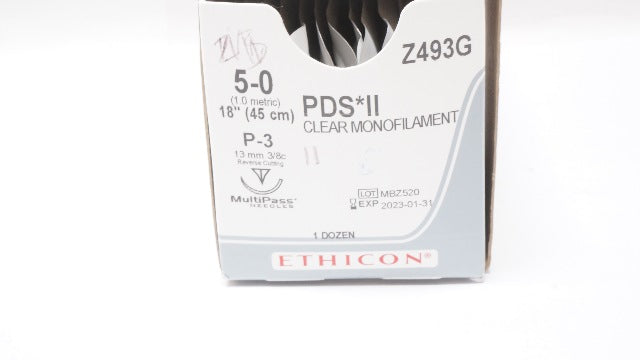 Z493G
5-0
(1.0 metric)
18" (45 cm)
PDS*II
CLEAR MONOFILAMENT
P-3
13 mm 3/8c
Reverse Cutting
MultiPass®
NEEDLES
LOT MBZ520
EXP 2023-01-31
1 DOZEN
ETHICON®